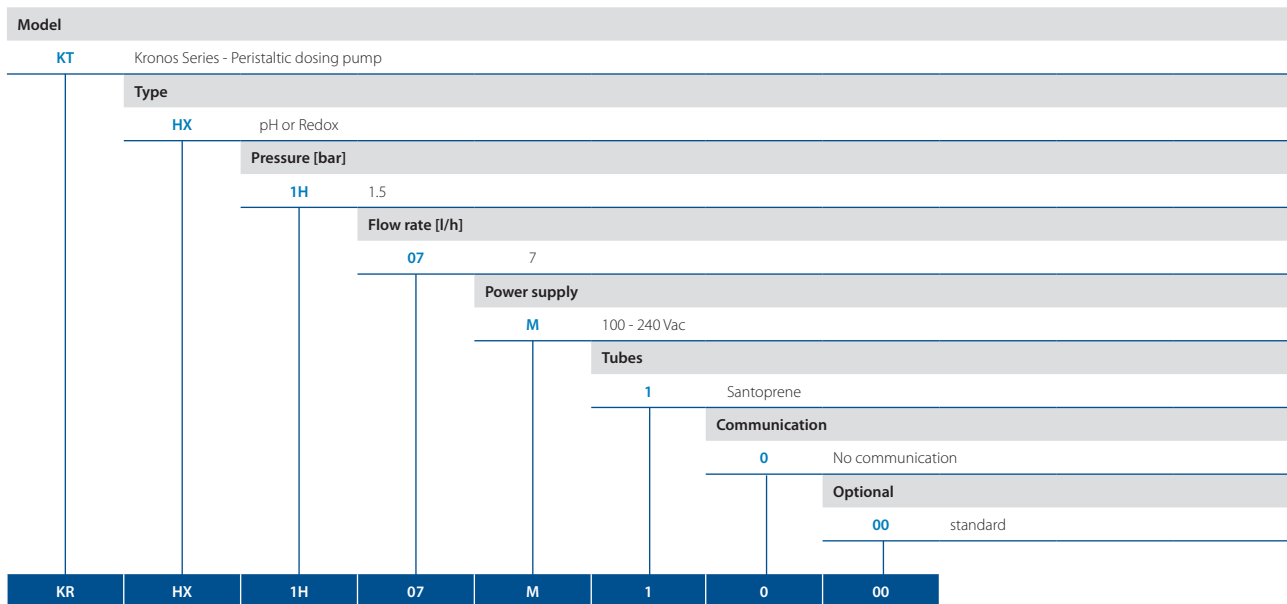 Model
KT Kronos Series - Peristaltic dosing pump
Type
HX pH or Redox
Pressure [bar]
1H 1.5
Flow rate [l/h]
07 7
Power supply
M 100 - 240 Vac
Tubes
1 Santoprene
Communication
0 No communication
Optional
00 standard
KR HX 1H 07 M 1 0 00